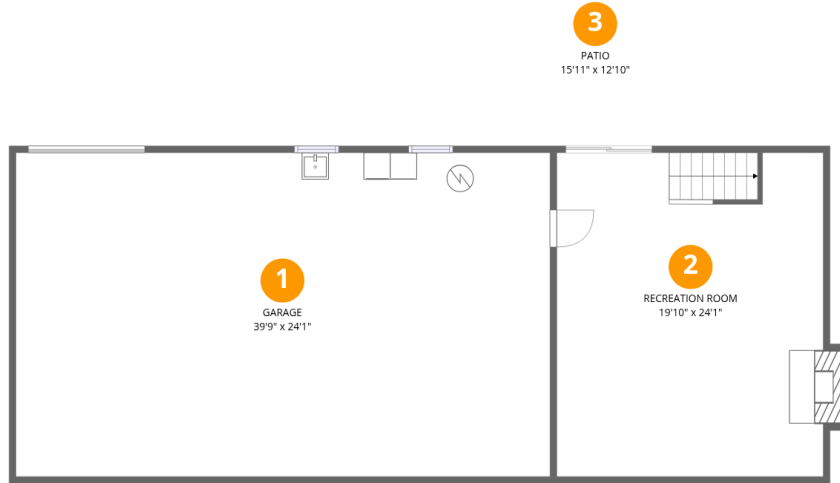 3
PATIO
15'11" x 12'10"
1
GARAGE
39'9" x 24'1"
2
RECREATION ROOM
19'10" x 24'1"